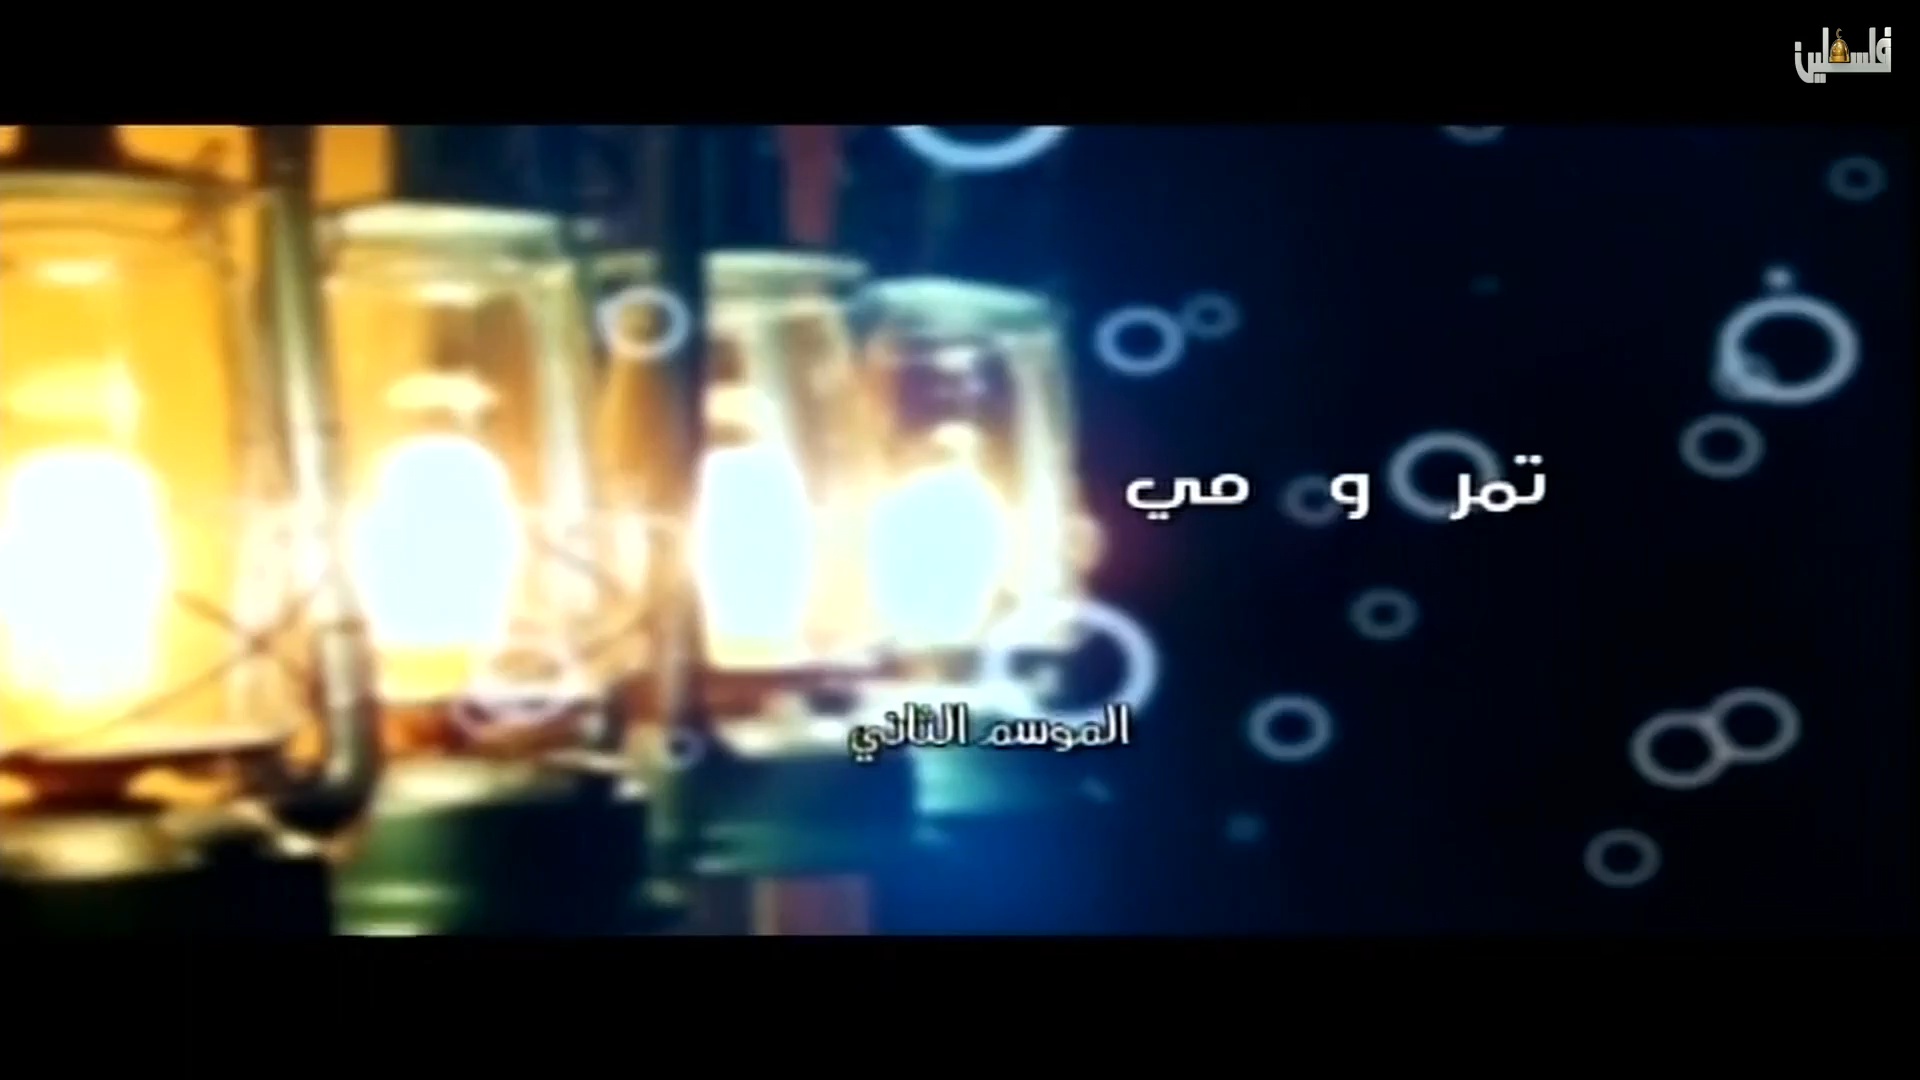 فلسطين
تمر و مي
الموسم الثاني